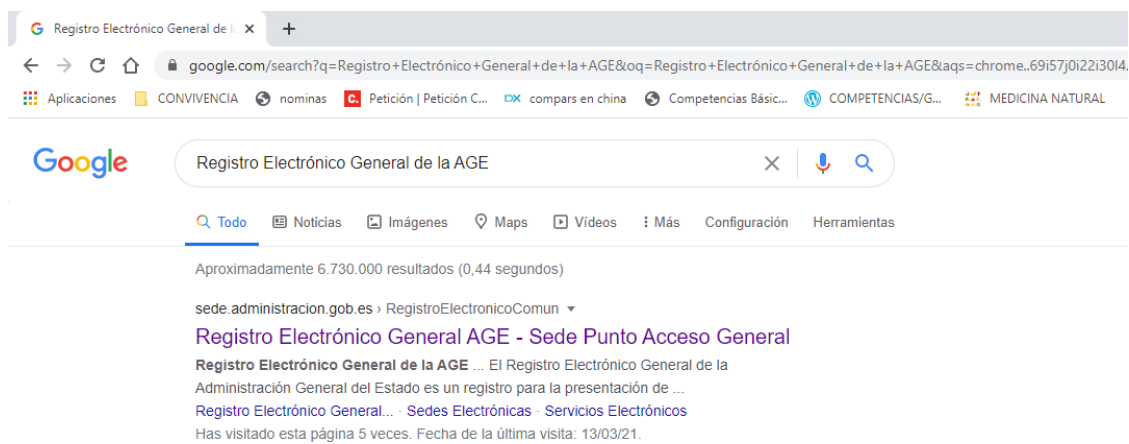 Registro Electrónico General de l
google.com/search?q=Registro+Electrónico+General+de+la+AGE&oq=Registro+Electrónico+General+de+la+AGE&aqs=chrome..69i57j0i22i30l4.
Aplicaciones CONVIVENCIA nominas C. Petición | Petición C... DX compars en china Competencias Básic... COMPETENCIAS/G... MEDICINA NATURAL
Google Registro Electrónico General de la AGE
Todo Noticias Imágenes Maps Vídeos Más Configuración Herramientas
Aproximadamente 6.730.000 resultados (0,44 segundos)
sede.administracion.gob.es › RegistroElectronicoComun
Registro Electrónico General AGE - Sede Punto Acceso General
Registro Electrónico General de la AGE ... El Registro Electrónico General de la
Administración General del Estado es un registro para la presentación de ...
Registro Electrónico General... · Sedes Electrónicas · Servicios Electrónicos
Has visitado esta página 5 veces. Fecha de la última visita: 13/03/21.